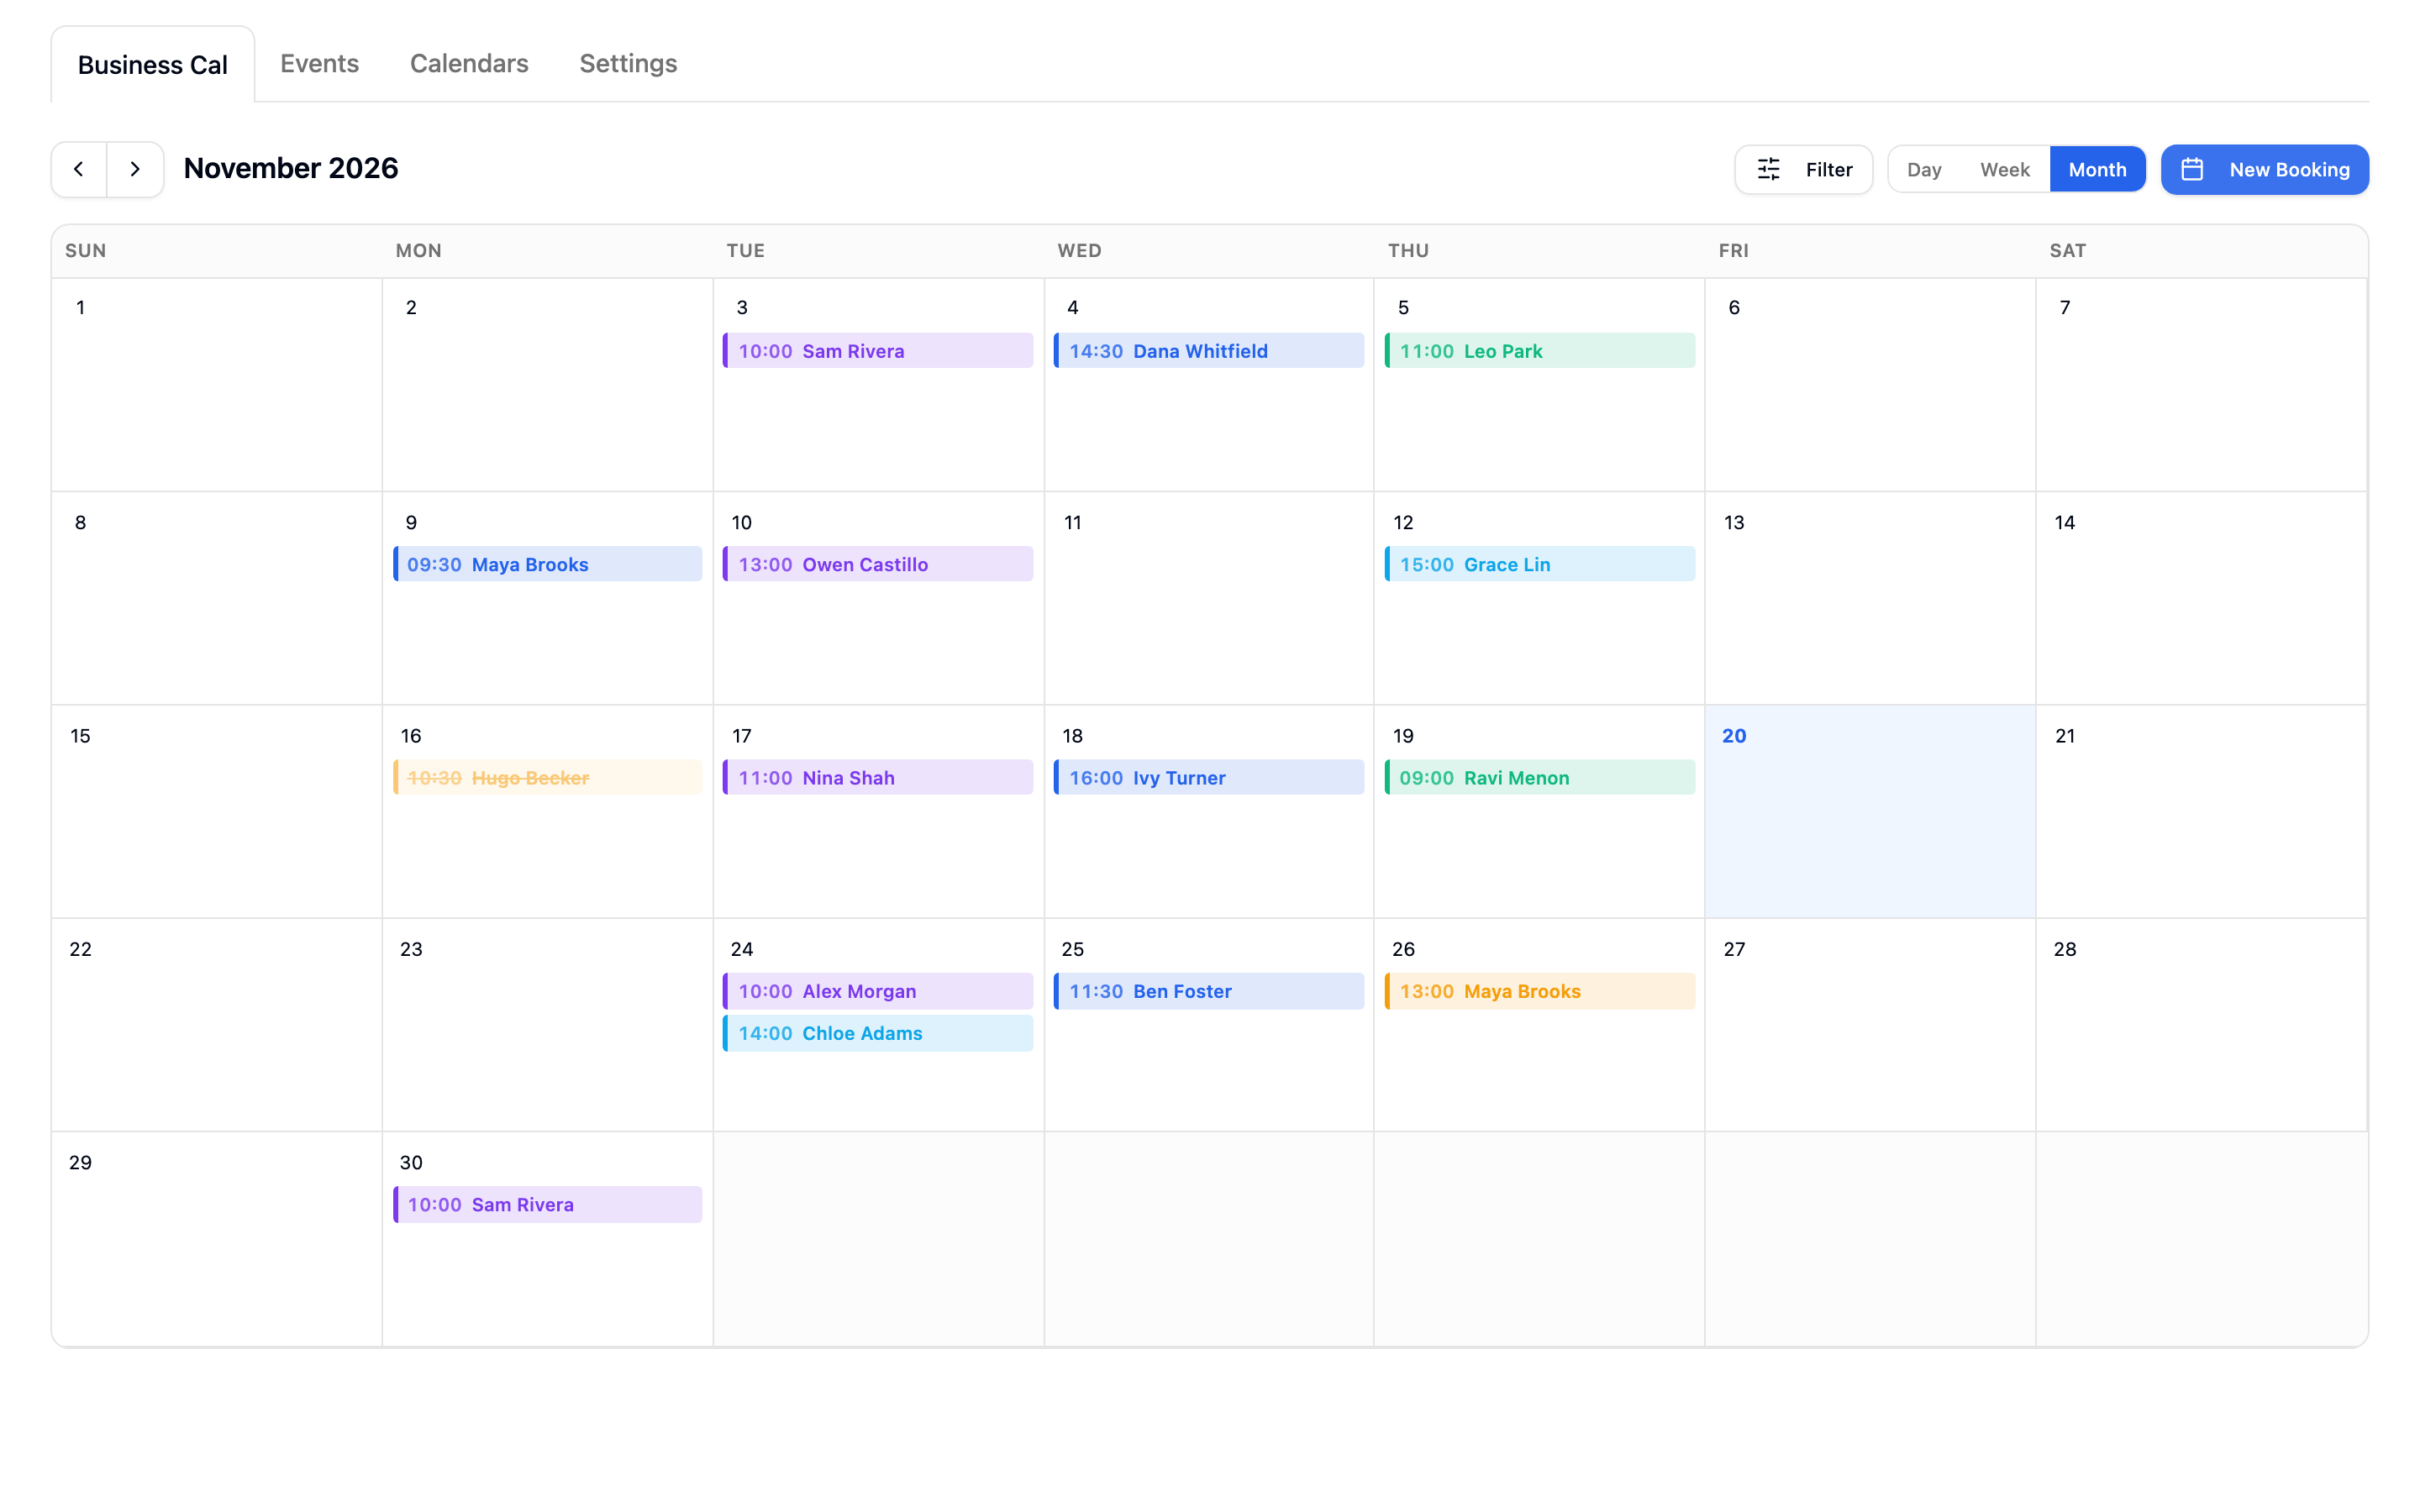 Business Cal Events Calendars Settings
November 2026 Filter Day Week Month New Booking
SUN MON TUE WED THU FRI SAT
1 2 3 4 5 6 7
10:00 Sam Rivera 14:30 Dana Whitfield 11:00 Leo Park
8 9 10 11 12 13 14
09:30 Maya Brooks 13:00 Owen Castillo 15:00 Grace Lin
15 16 17 18 19 20 21
10:30 Hugo Becker 11:00 Nina Shah 16:00 Ivy Turner 09:00 Ravi Menon
22 23 24 25 26 27 28
10:00 Alex Morgan 11:30 Ben Foster 13:00 Maya Brooks
14:00 Chloe Adams
29 30
10:00 Sam Rivera